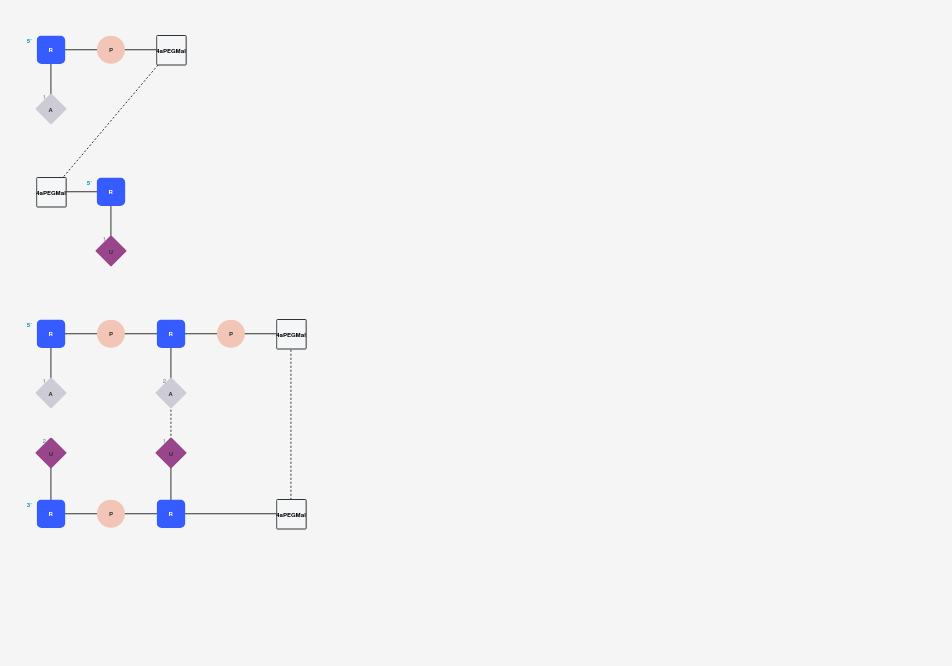 5' R P 4aPEGMal
1 A
4aPEGMal 5' R
1 U
5' R P R P 4aPEGMal
1 A 2 A
2 U 1 U
3' R P R 4aPEGMal